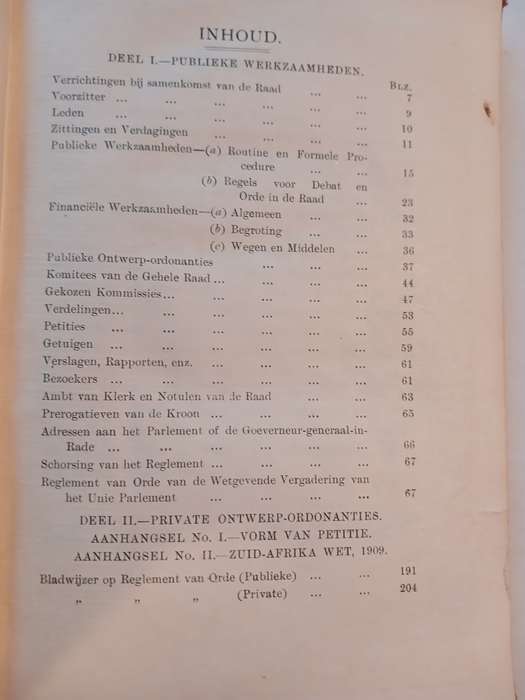 INHOUD.
DEEL I.—PUBLIEKE WERKZAAMHEDEN.
BLZ.
Verrichtingen bij samenkomst van de Raad ... ... 7
Voorzitter ... ... ... ... ... ... 9
Leden ... ... ... ... ... ... 10
Zittingen en Verdagingen ... ... ... ... 11
Publieke Werkzaamheden—(a) Routine en Formele Pro-
cedure ... ... 15
(b) Regels voor Debat en
Orde in de Raad ... 23
Financiële Werkzaamheden—(a) Algemeen ... ... 32
(b) Begroting ... ... 33
(c) Wegen en Middelen ... 36
Publieke Ontwerp-ordonanties ... ... ... 37
Komitees van de Gehele Raad ... ... ... ... 44
Gekozen Kommissies... ... ... ... ... 47
Verdelingen... ... ... ... ... ... 53
Petities ... ... ... ... ... ... 55
Getuigen ... ... ... ... ... ... 59
Verslagen, Rapporten, enz. ... ... ... ... 61
Bezoekers ... ... ... ... ... ... 61
Ambt van Klerk en Notulen van de Raad ... ... 63
Prerogatieven van de Kroon ... ... ... ... 65
Adressen aan het Parlement of de Goeverneur-generaal-in-
Rade ... ... ... ... ... ... 66
Schorsing van het Reglement ... ... ... ... 67
Reglement van Orde van de Wetgevende Vergadering van
het Unie Parlement ... ... ... ... 67
DEEL II.—PRIVATE ONTWERP-ORDONANTIES.
AANHANGSEL No. I.—VORM VAN PETITIE.
AANHANGSEL No. II.—ZUID-AFRIKA WET, 1909.
Bladwijzer op Reglement van Orde (Publieke) ... ... 191
„ „ „ (Private) ... ... 204